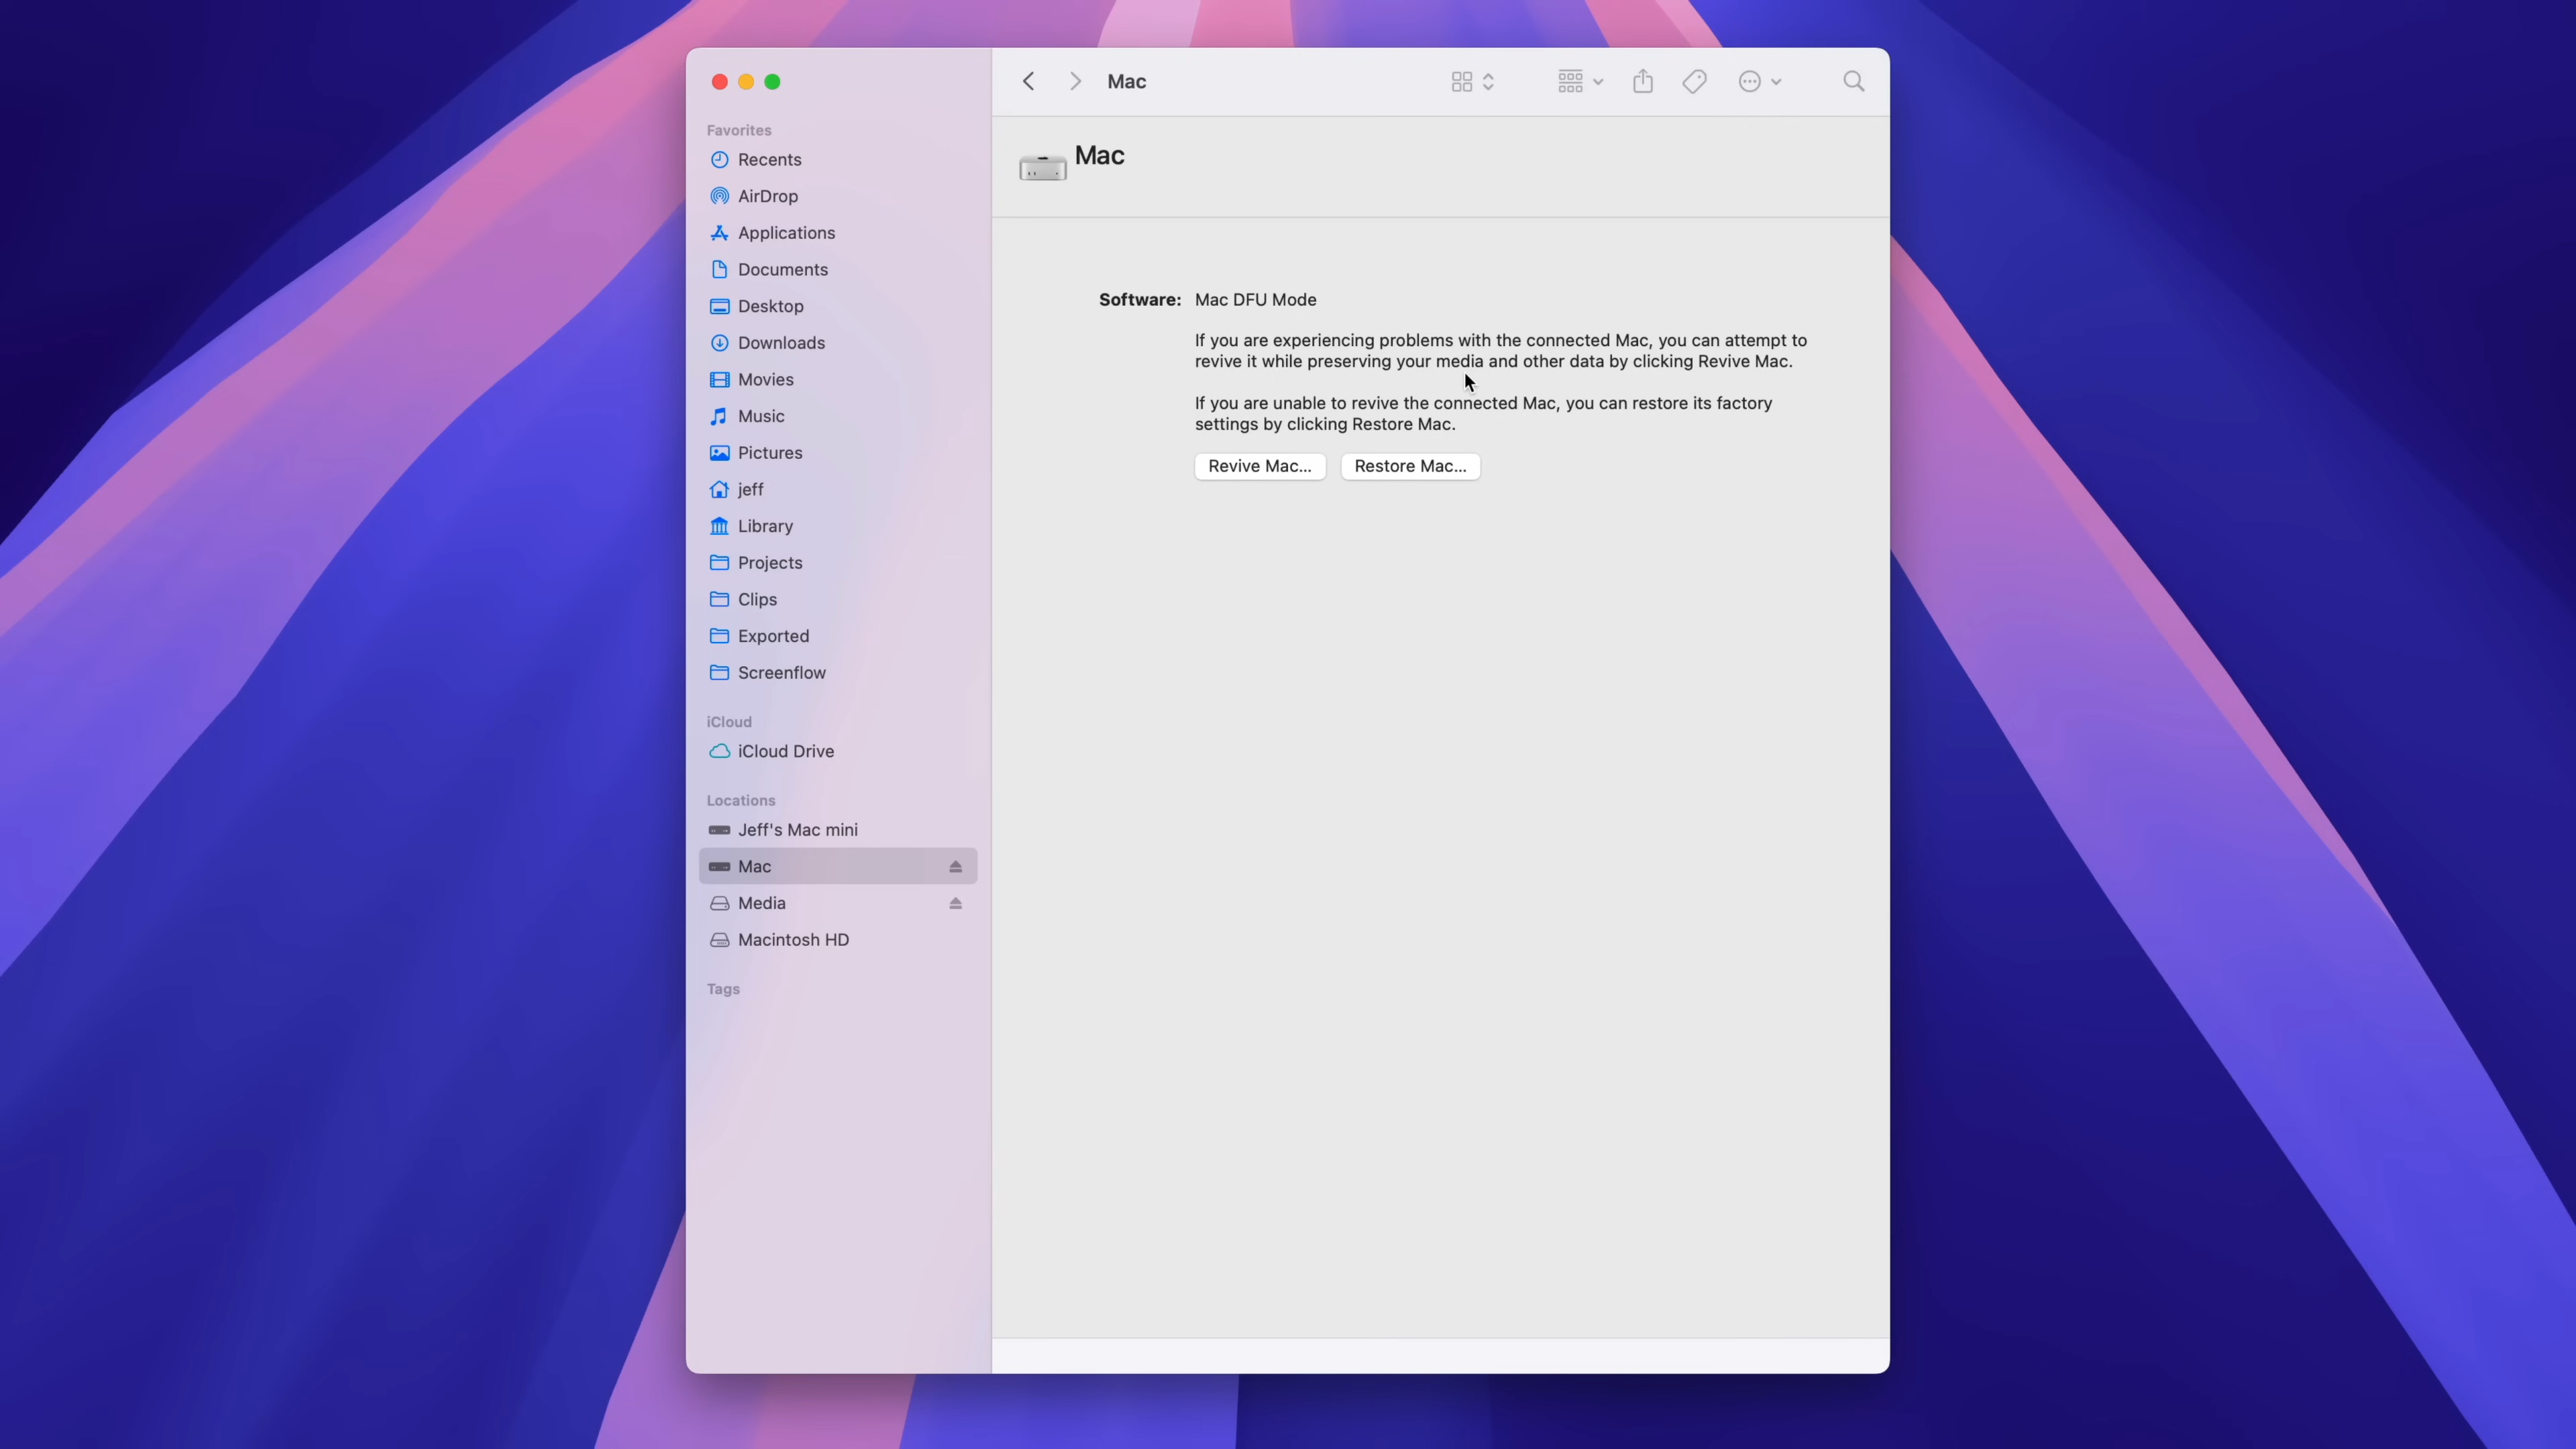 Mac
Favorites
Recents
AirDrop
Applications
Documents
Desktop
Downloads
Movies
Music
Pictures
jeff
Library
Projects
Clips
Exported
Screenflow
iCloud
iCloud Drive
Locations
Jeff's Mac mini
Mac
Media
Macintosh HD
Tags
Mac
Software: Mac DFU Mode
If you are experiencing problems with the connected Mac, you can attempt to
revive it while preserving your media and other data by clicking Revive Mac.
If you are unable to revive the connected Mac, you can restore its factory
settings by clicking Restore Mac.
Revive Mac... Restore Mac...